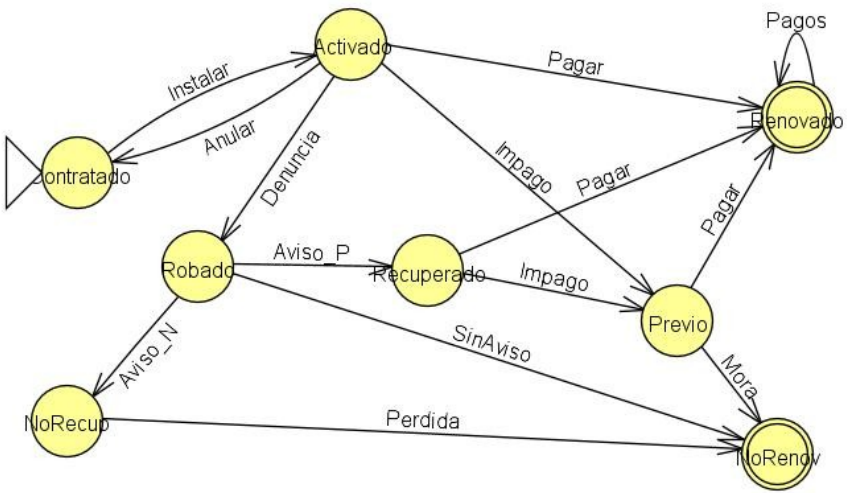 Pagos
Activado
Pagar
Instalar
Renovado
Anular
Impago
Contratado
Denuncia
Pagar
Pagar
Aviso_P
Robado
Recuperado
Impago
Previo
SinAviso
Aviso_N
Mora
NoRecup
Perdida
NoRenov